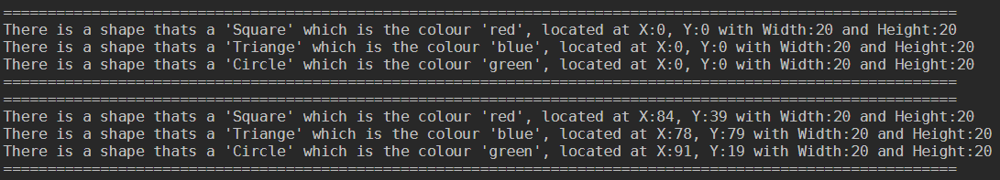 ============================================================================================================
There is a shape thats a 'Square' which is the colour 'red', located at X:0, Y:0 with Width:20 and Height:20
There is a shape thats a 'Triange' which is the colour 'blue', located at X:0, Y:0 with Width:20 and Height:20
There is a shape thats a 'Circle' which is the colour 'green', located at X:0, Y:0 with Width:20 and Height:20
============================================================================================================
============================================================================================================
There is a shape thats a 'Square' which is the colour 'red', located at X:84, Y:39 with Width:20 and Height:20
There is a shape thats a 'Triange' which is the colour 'blue', located at X:78, Y:79 with Width:20 and Height:20
There is a shape thats a 'Circle' which is the colour 'green', located at X:91, Y:19 with Width:20 and Height:20
============================================================================================================